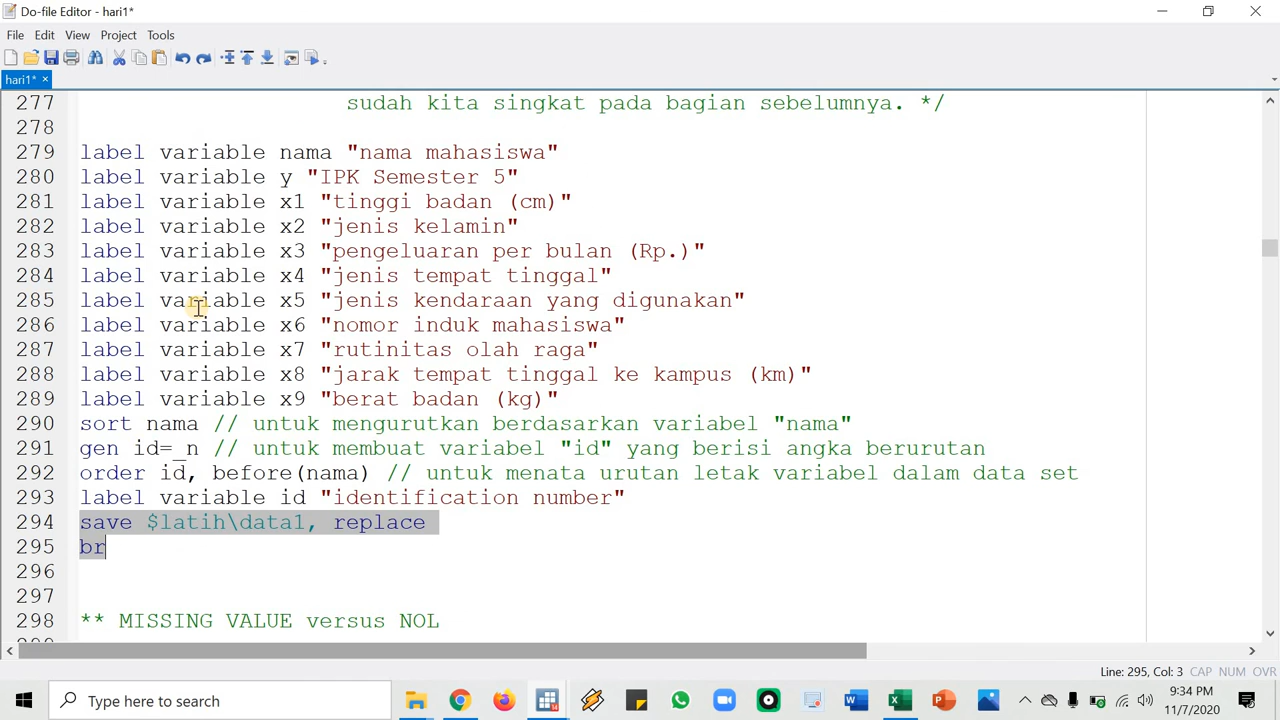 Do-file Editor - hari1*
File Edit View Project Tools
hari1* ×
277 sudah kita singkat pada bagian sebelumnya. */
278
279 label variable nama "nama mahasiswa"
280 label variable y "IPK Semester 5"
281 label variable x1 "tinggi badan (cm)"
282 label variable x2 "jenis kelamin"
283 label variable x3 "pengeluaran per bulan (Rp.)"
284 label variable x4 "jenis tempat tinggal"
285 label variable x5 "jenis kendaraan yang digunakan"
286 label variable x6 "nomor induk mahasiswa"
287 label variable x7 "rutinitas olah raga"
288 label variable x8 "jarak tempat tinggal ke kampus (km)"
289 label variable x9 "berat badan (kg)"
290 sort nama // untuk mengurutkan berdasarkan variabel "nama"
291 gen id=_n // untuk membuat variabel "id" yang berisi angka berurutan
292 order id, before(nama) // untuk menata urutan letak variabel dalam data set
293 label variable id "identification number"
294 save $latih\data1, replace
295 br
296
297
298 ** MISSING VALUE versus NOL
Line: 295, Col: 3 CAP NUM OVR
Type here to search
9:34 PM
11/7/2020